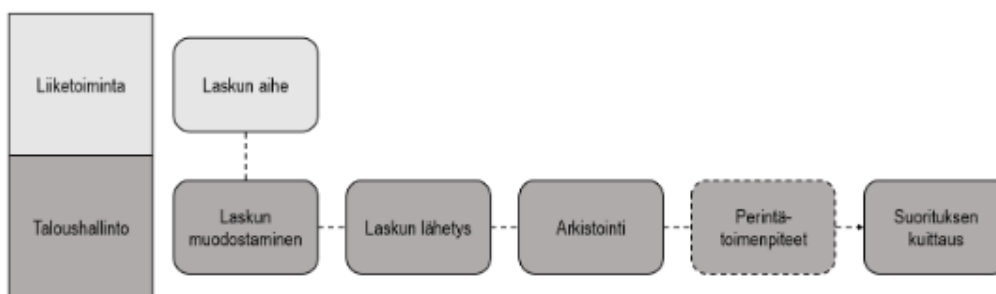 Liiketoiminta
Laskun aihe
Taloushallinto
Laskun
muodostaminen
Laskun lähetys
Arkistointi
Perintä-
toimenpiteet
Suorituksen
kuittaus